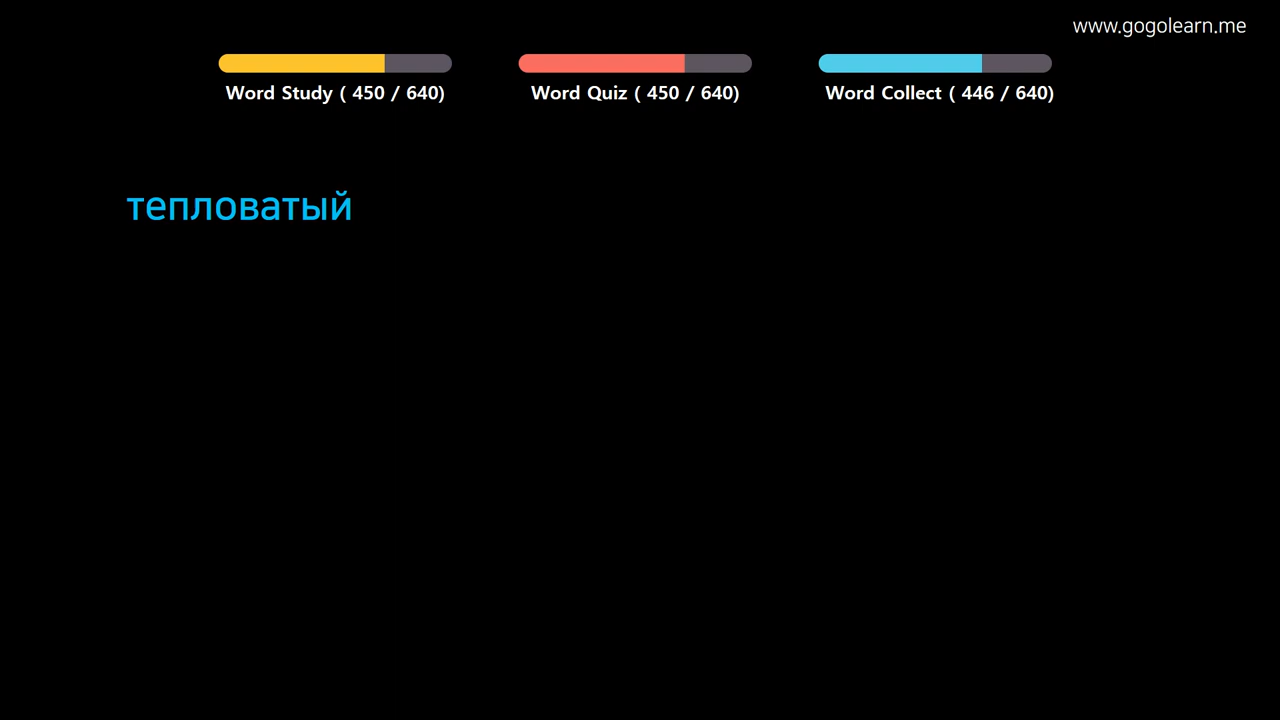 www.gogolearn.me
Word Study ( 450 / 640)
Word Quiz ( 450 / 640)
Word Collect ( 446 / 640)
тепловатый